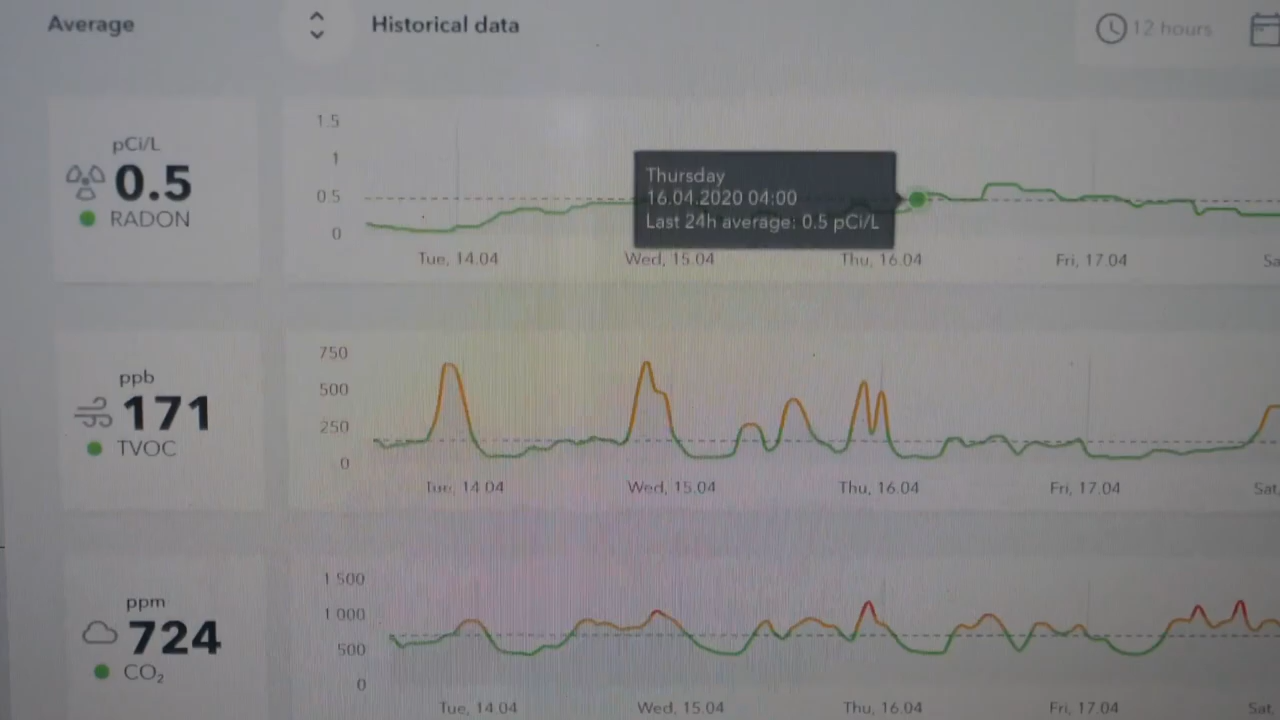 Average
Historical data
12 hours
pCi/L
0.5
RADON
1.5
1
0.5
0
Thursday
16.04.2020 04:00
Last 24h average: 0.5 pCi/L
Tue, 14.04
Wed, 15.04
Thu, 16.04
Fri, 17.04
Sa
ppb
171
TVOC
750
500
250
0
Tue, 14 04
Wed, 15.04
Thu, 16.04
Fri, 17.04
Sat,
ppm
724
CO₂
1 500
1 000
500
0
Tue, 14.04
Wed, 15.04
Thu, 16.04
Fri, 17.04
Sat,